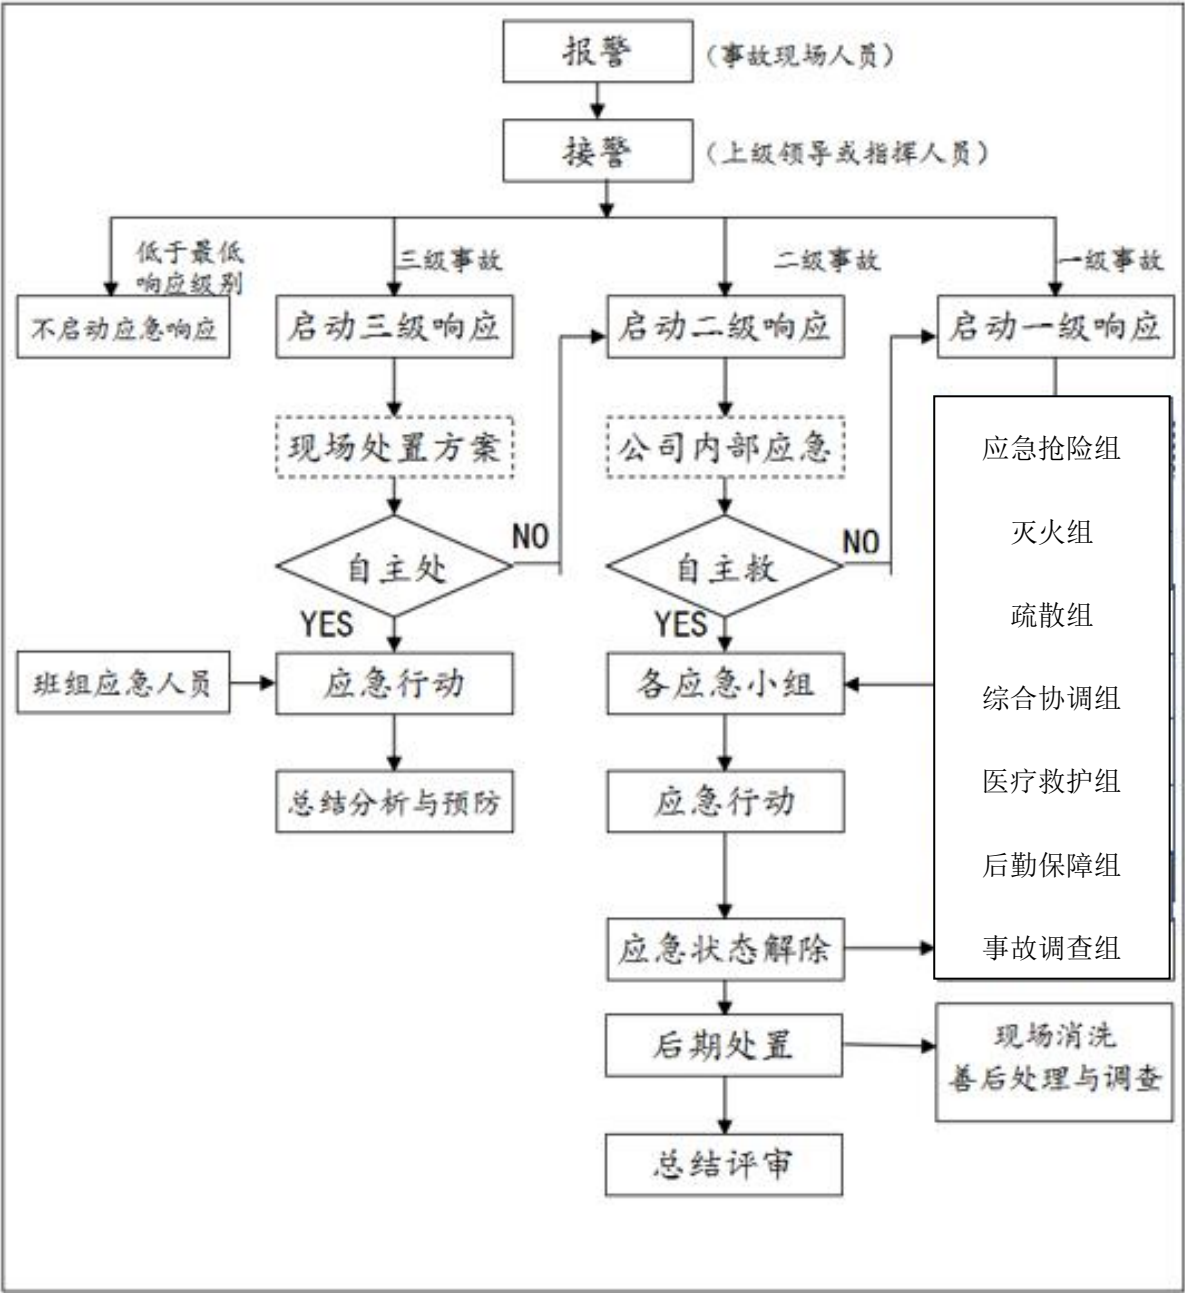 报警
（事故现场人员）
接警
（上级领导或指挥人员）
低于最低
响应级别
三级事故
二级事故
一级事故
不启动应急响应
启动三级响应
启动二级响应
启动一级响应
现场处置方案
公司内部应急
应急抢险组
灭火组
自主处
NO
自主救
NO
疏散组
YES
YES
班组应急人员
应急行动
各应急小组
综合协调组
总结分析与预防
应急行动
医疗救护组
后勤保障组
应急状态解除
事故调查组
后期处置
现场消洗
善后处理与调查
总结评审